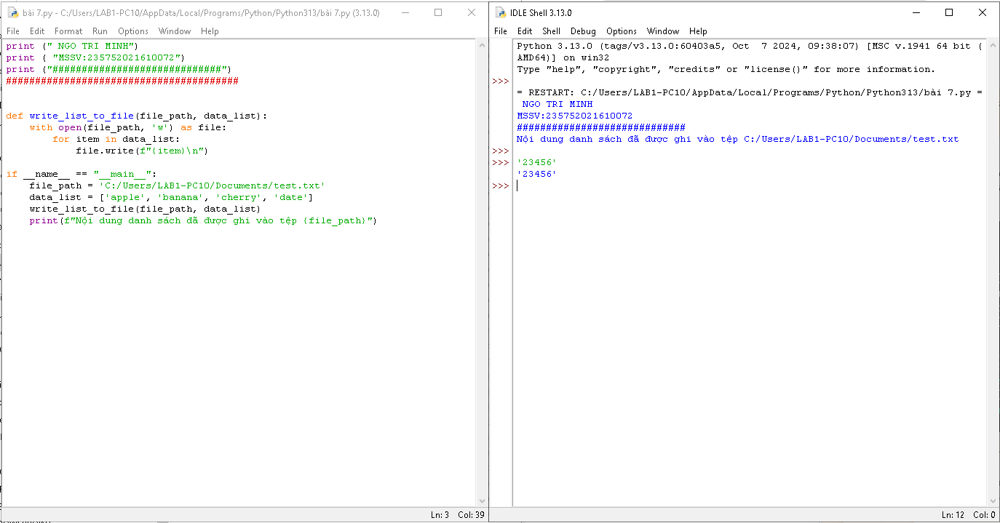 bài 7.py - C:/Users/LAB1-PC10/AppData/Local/Programs/Python/Python313/bài 7.py (3.13.0)
File Edit Format Run Options Window Help
print (" NGO TRI MINH")
print ( "MSSV:235752021610072")
print ("#############################")
########################################
def write_list_to_file(file_path, data_list):
    with open(file_path, 'w') as file:
        for item in data_list:
            file.write(f"{item}\n")
if __name__ == "__main__":
    file_path = 'C:/Users/LAB1-PC10/Documents/test.txt'
    data_list = ['apple', 'banana', 'cherry', 'date']
    write_list_to_file(file_path, data_list)
    print(f"Nội dung danh sách đã được ghi vào tệp {file_path}")
Ln: 3 Col: 39
IDLE Shell 3.13.0
File Edit Shell Debug Options Window Help
Python 3.13.0 (tags/v3.13.0:60403a5, Oct  7 2024, 09:38:07) [MSC v.1941 64 bit (
AMD64)] on win32
Type "help", "copyright", "credits" or "license()" for more information.
>>>
= RESTART: C:/Users/LAB1-PC10/AppData/Local/Programs/Python/Python313/bài 7.py =
 NGO TRI MINH
MSSV:235752021610072
#############################
Nội dung danh sách đã được ghi vào tệp C:/Users/LAB1-PC10/Documents/test.txt
>>>
>>> '23456'
'23456'
>>>
Ln: 12 Col: 0